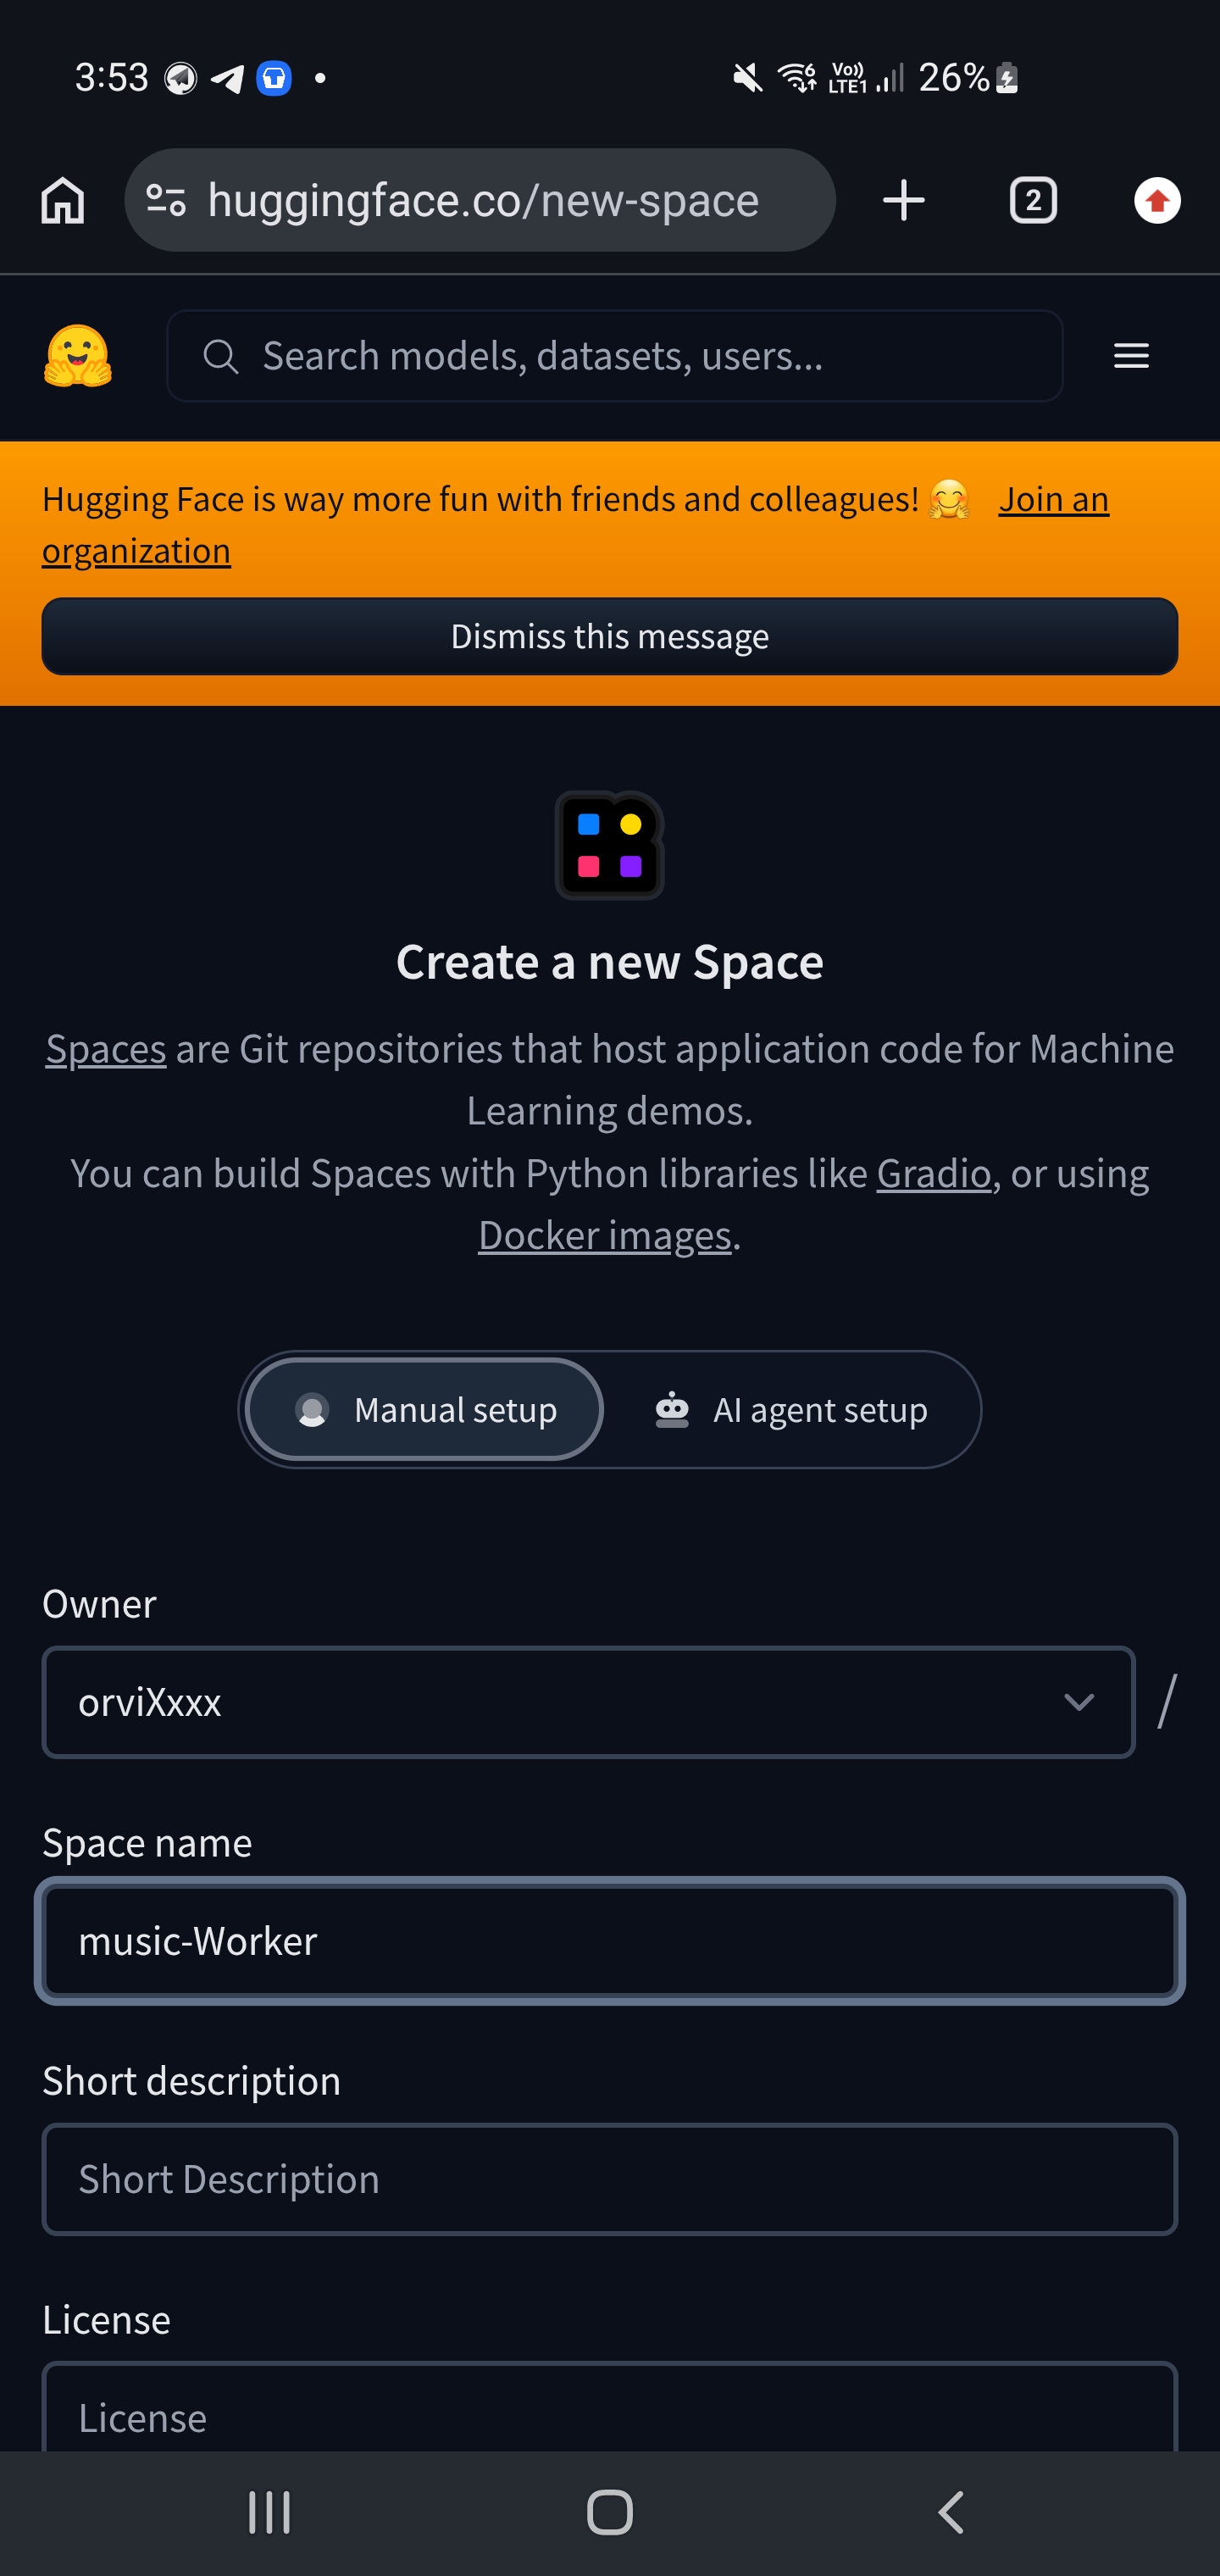 3:53
Vo))
LTE1
6
26%
huggingface.co/new-space
2
Search models, datasets, users...
Hugging Face is way more fun with friends and colleagues! 🤗 Join an
organization
Dismiss this message
Create a new Space
Spaces are Git repositories that host application code for Machine
Learning demos.
You can build Spaces with Python libraries like Gradio, or using
Docker images.
Manual setup
AI agent setup
Owner
orviXxxx
/
Space name
music-Worker
Short description
Short Description
License
License